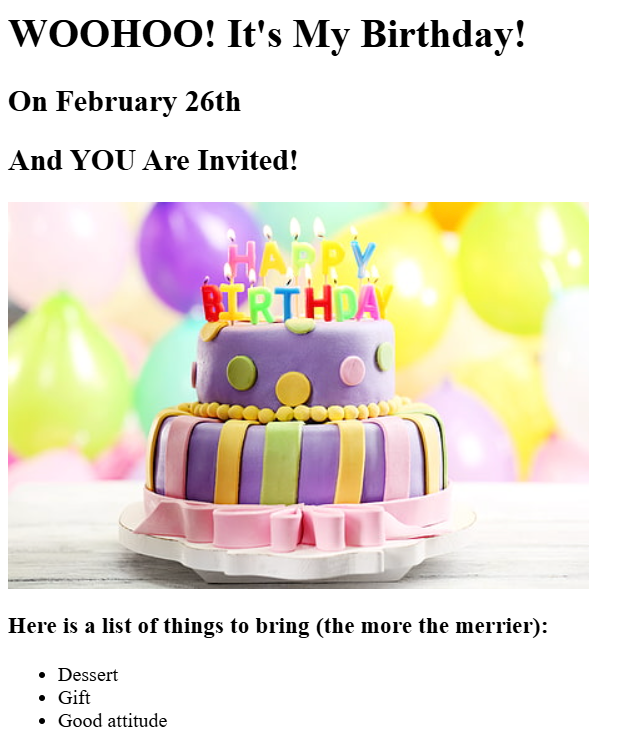 WOOHOO! It's My Birthday!
On February 26th
And YOU Are Invited!
HAPPY
BIRTHDAY
Here is a list of things to bring (the more the merrier):
Dessert
Gift
Good attitude